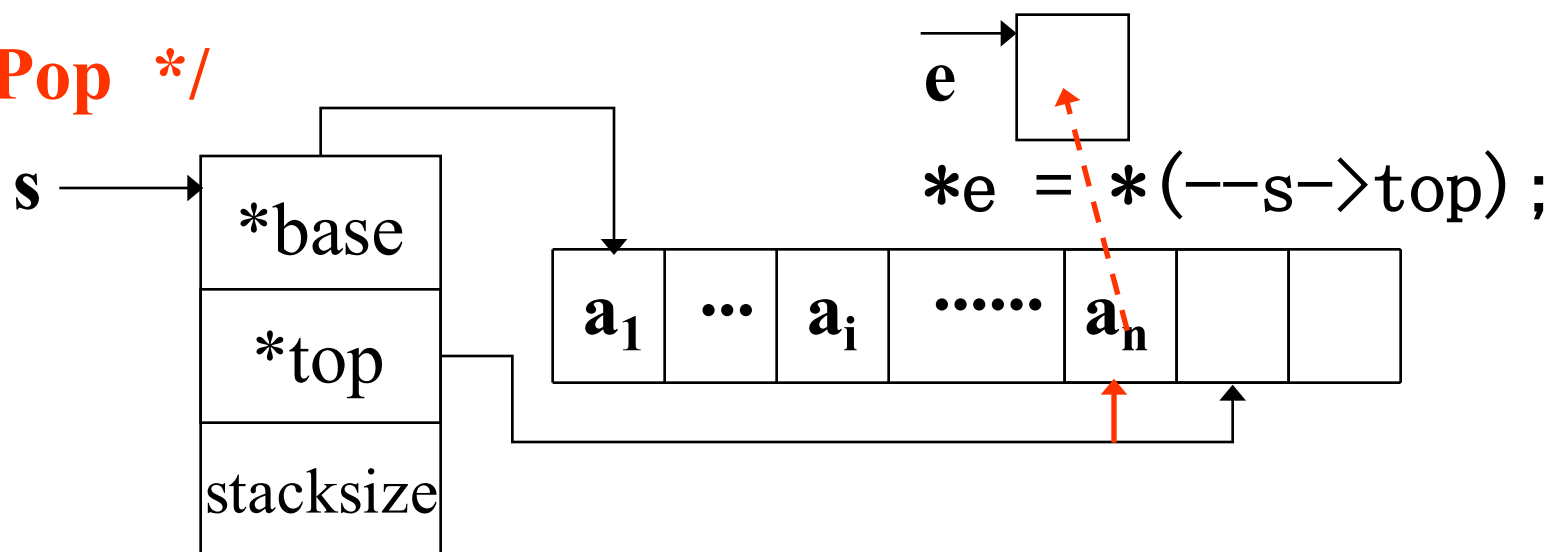 Pop */
e
s
*e = *(--s->top);
*base
a1 ... ai ...... an
*top
stacksize